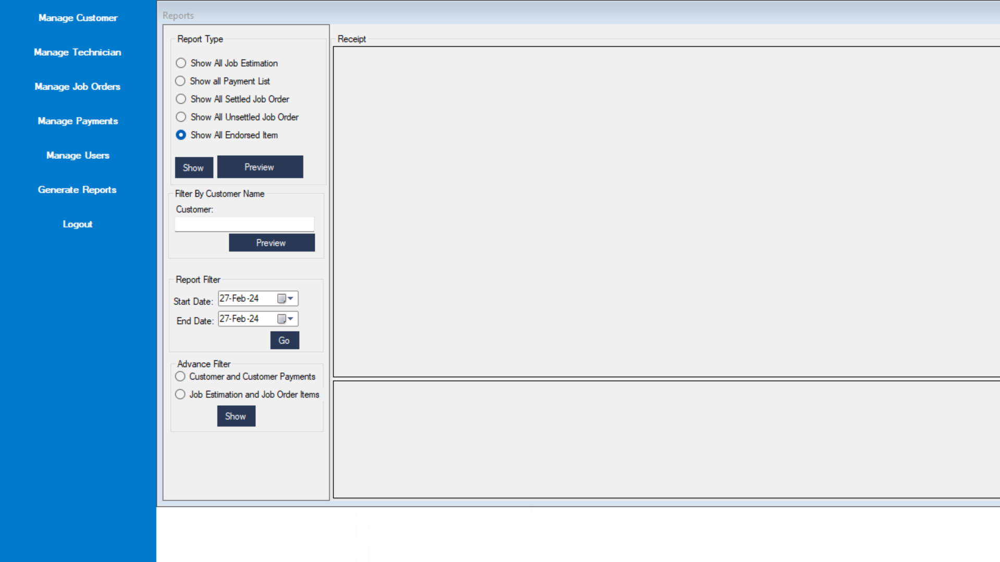 Manage Customer
Manage Technician
Manage Job Orders
Manage Payments
Manage Users
Generate Reports
Logout
Reports
Report Type
Show All Job Estimation
Show all Payment List
Show All Settled Job Order
Show All Unsettled Job Order
Show All Endorsed Item
Show Preview
Filter By Customer Name
Customer:
Preview
Report Filter
Start Date: 27-Feb-24
End Date: 27-Feb-24
Go
Advance Filter
Customer and Customer Payments
Job Estimation and Job Order Items
Show
Receipt